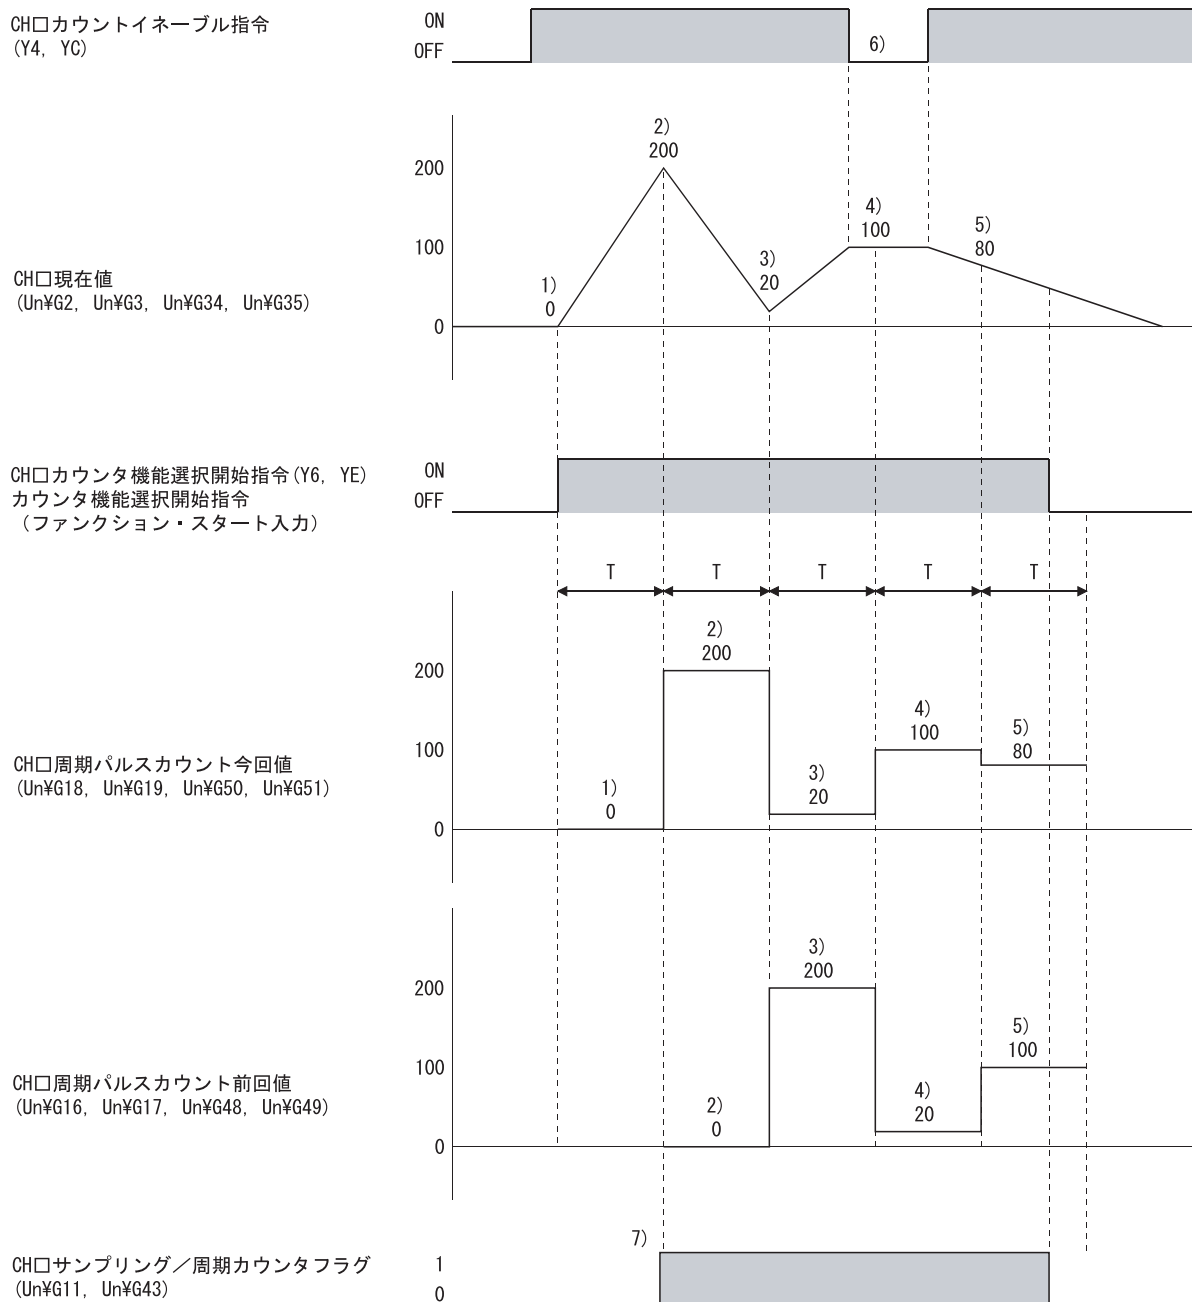 CH□カウントイネーブル指令
(Y4, YC)
ON
OFF
6)
2)
200
200
4)
100
5)
80
100
3)
20
CH□現在値
(Un¥G2, Un¥G3, Un¥G34, Un¥G35)
1)
0
0
CH□カウンタ機能選択開始指令(Y6, YE)
カウンタ機能選択開始指令
(ファンクション・スタート入力)
ON
OFF
T T T T T
2)
200
200
4)
100
5)
80
100
CH□周期パルスカウント今回値
(Un¥G18, Un¥G19, Un¥G50, Un¥G51)
1)
0
3)
20
0
3)
200
200
5)
100
100
CH□周期パルスカウント前回値
(Un¥G16, Un¥G17, Un¥G48, Un¥G49)
2)
0
4)
20
0
7)
CH□サンプリング／周期カウンタフラグ
(Un¥G11, Un¥G43)
1
0